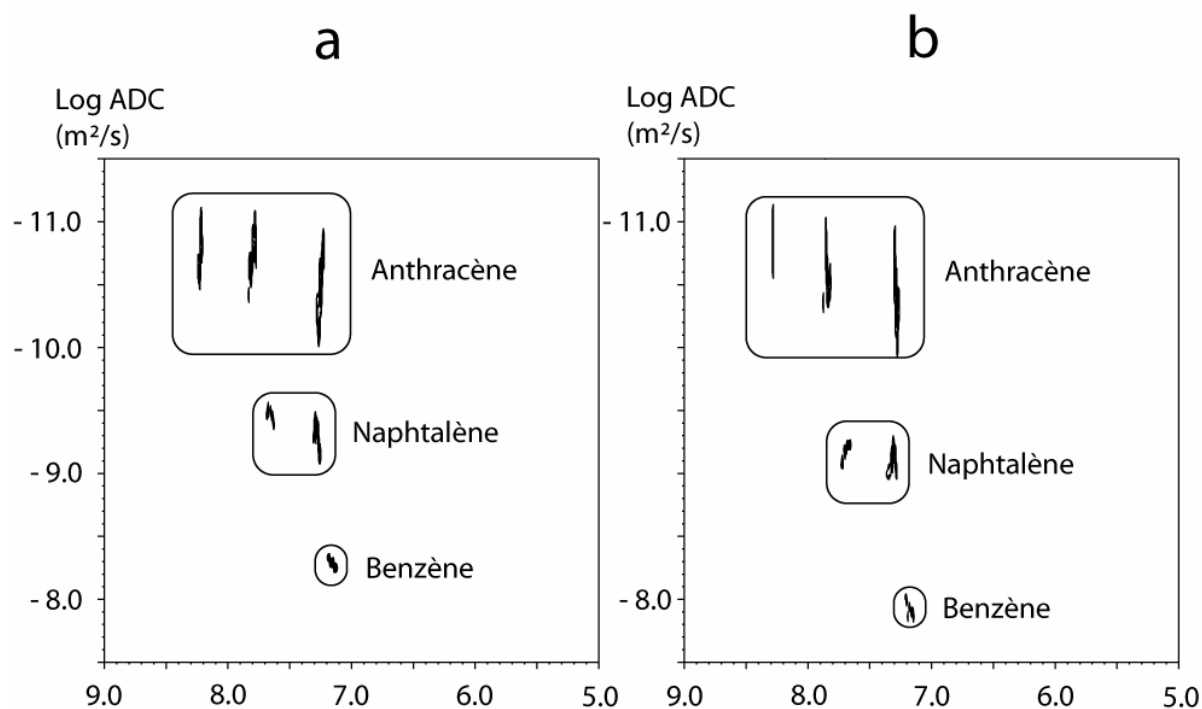 a
Log ADC
(m²/s)
- 11.0
- 10.0
- 9.0
- 8.0
Anthracène
Naphtalène
Benzène
9.0 8.0 7.0 6.0 5.0
b
Log ADC
(m²/s)
- 11.0
- 8.0
Anthracène
Naphtalène
Benzène
9.0 8.0 7.0 6.0 5.0